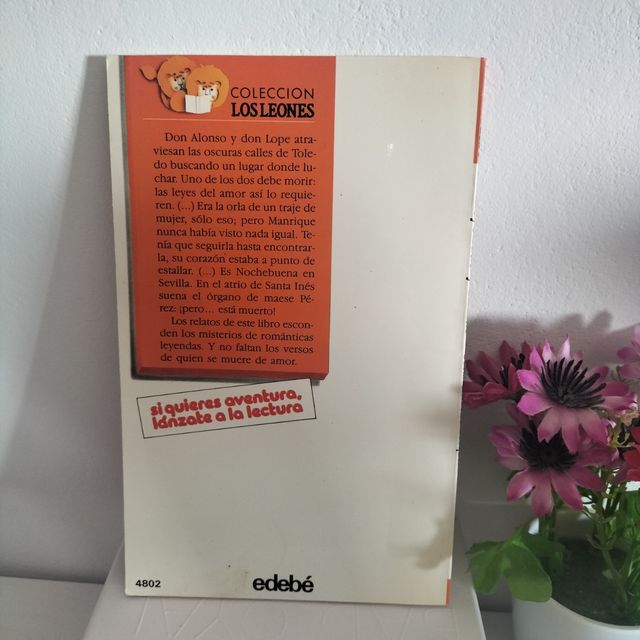 COLECCION
LOS LEONES
Don Alonso y don Lope atra-
viesan las oscuras calles de Tole-
do buscando un lugar donde lu-
char. Uno de los dos debe morir:
las leyes del amor así lo requie-
ren. (...) Era la orla de un traje de
mujer, sólo eso; pero Manrique
nunca había visto nada igual. Te-
nía que seguirla hasta encontrar-
la, su corazón estaba a punto de
estallar. (...) Es Nochebuena en
Sevilla. En el atrio de Santa Inés
suena el órgano de maese Pé-
rez: ¡pero... está muerto!
Los relatos de este libro escon-
den los misterios de románticas
leyendas. Y no faltan los versos
de quien se muere de amor.
si quieres aventura,
lánzate a la lectura
4802
edebé